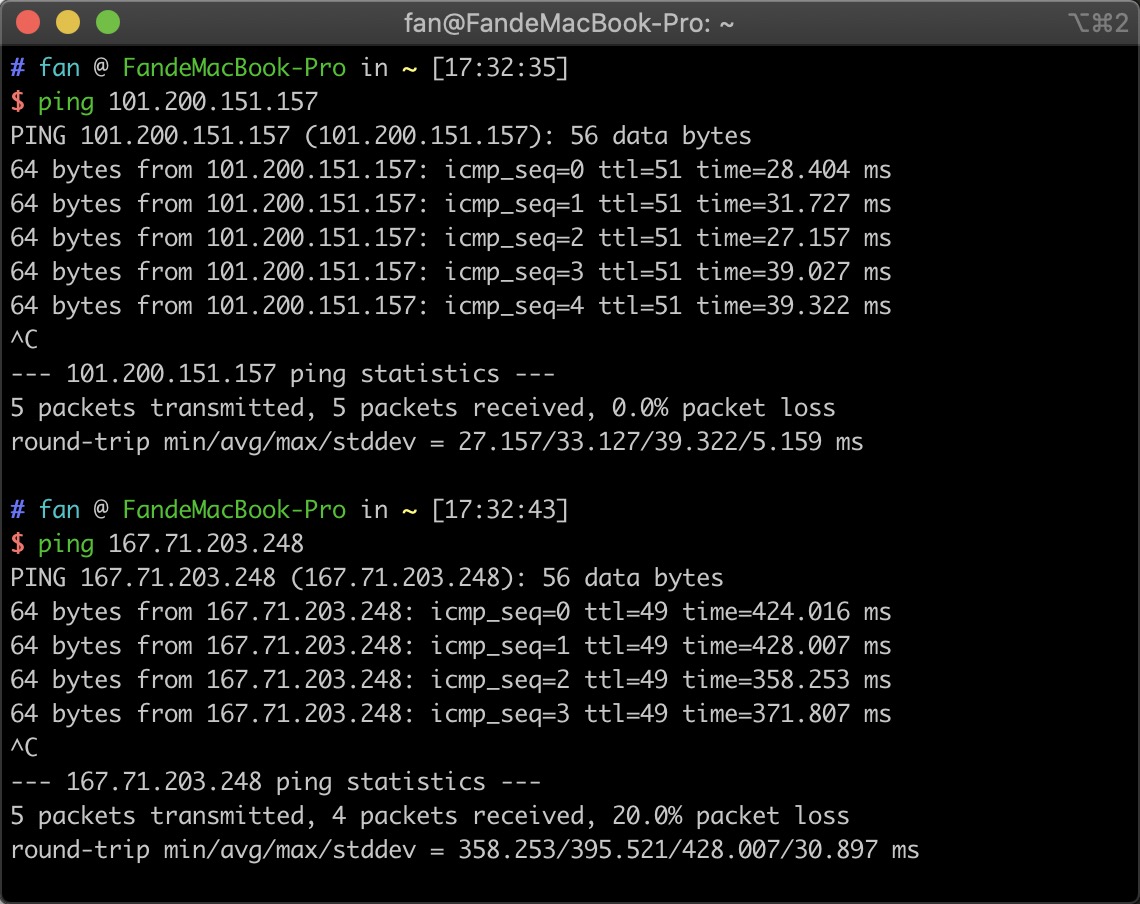 fan@FandeMacBook-Pro: ~
⌥⌘2
# fan @ FandeMacBook-Pro in ~ [17:32:35]
$ ping 101.200.151.157
PING 101.200.151.157 (101.200.151.157): 56 data bytes
64 bytes from 101.200.151.157: icmp_seq=0 ttl=51 time=28.404 ms
64 bytes from 101.200.151.157: icmp_seq=1 ttl=51 time=31.727 ms
64 bytes from 101.200.151.157: icmp_seq=2 ttl=51 time=27.157 ms
64 bytes from 101.200.151.157: icmp_seq=3 ttl=51 time=39.027 ms
64 bytes from 101.200.151.157: icmp_seq=4 ttl=51 time=39.322 ms
^C
--- 101.200.151.157 ping statistics ---
5 packets transmitted, 5 packets received, 0.0% packet loss
round-trip min/avg/max/stddev = 27.157/33.127/39.322/5.159 ms
# fan @ FandeMacBook-Pro in ~ [17:32:43]
$ ping 167.71.203.248
PING 167.71.203.248 (167.71.203.248): 56 data bytes
64 bytes from 167.71.203.248: icmp_seq=0 ttl=49 time=424.016 ms
64 bytes from 167.71.203.248: icmp_seq=1 ttl=49 time=428.007 ms
64 bytes from 167.71.203.248: icmp_seq=2 ttl=49 time=358.253 ms
64 bytes from 167.71.203.248: icmp_seq=3 ttl=49 time=371.807 ms
^C
--- 167.71.203.248 ping statistics ---
5 packets transmitted, 4 packets received, 20.0% packet loss
round-trip min/avg/max/stddev = 358.253/395.521/428.007/30.897 ms